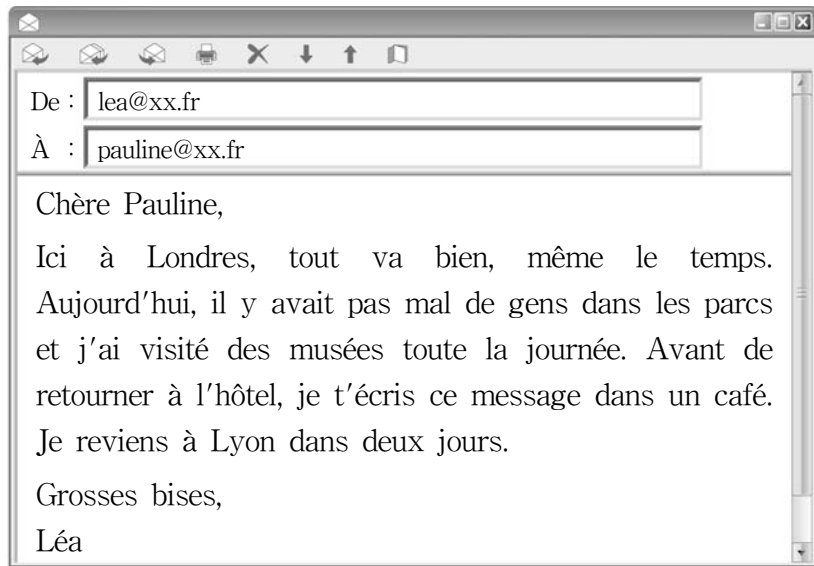 De : lea@xx.fr
À : pauline@xx.fr
Chère Pauline,
Ici à Londres, tout va bien, même le temps.
Aujourd'hui, il y avait pas mal de gens dans les parcs
et j'ai visité des musées toute la journée. Avant de
retourner à l'hôtel, je t'écris ce message dans un café.
Je reviens à Lyon dans deux jours.
Grosses bises,
Léa